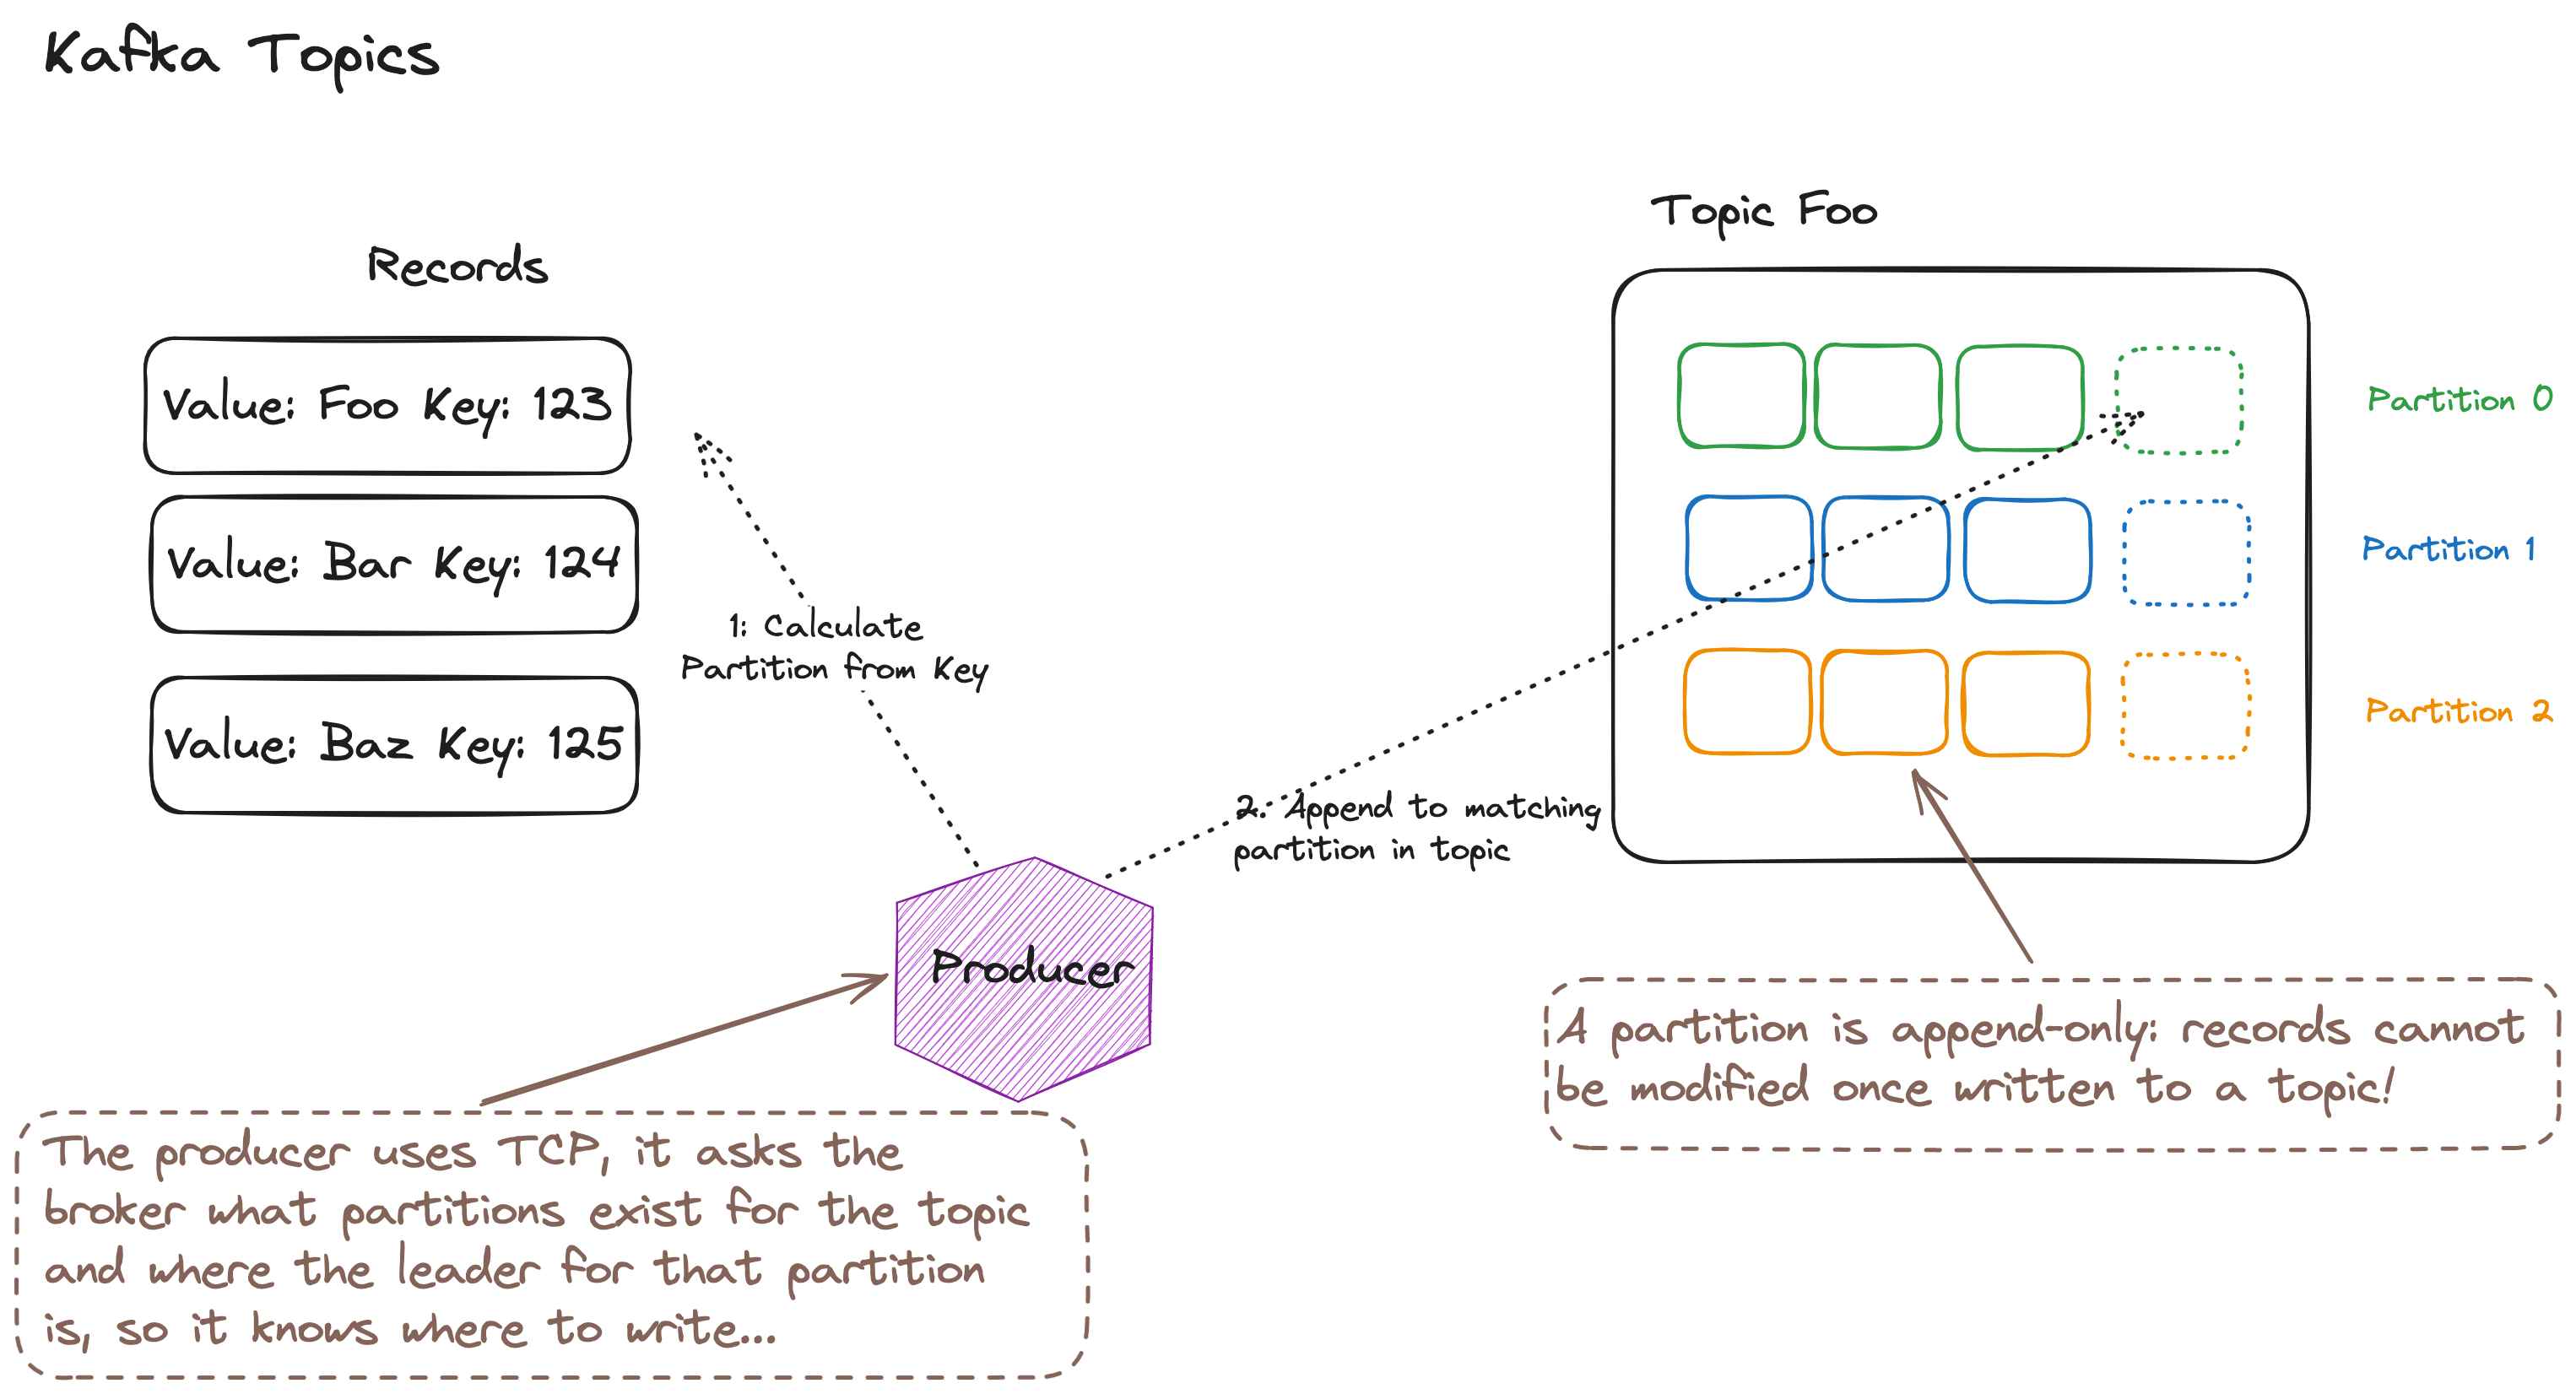 Kafka Topics
Records
Value: Foo Key: 123
Value: Bar Key: 124
Value: Baz Key: 125
1: Calculate
Partition from Key
Topic Foo
Partition 0
Partition 1
Partition 2
2. Append to matching
partition in topic
Producer
A partition is append-only: records cannot
be modified once written to a topic!
The producer uses TCP, it asks the
broker what partitions exist for the topic
and where the leader for that partition
is, so it knows where to write...